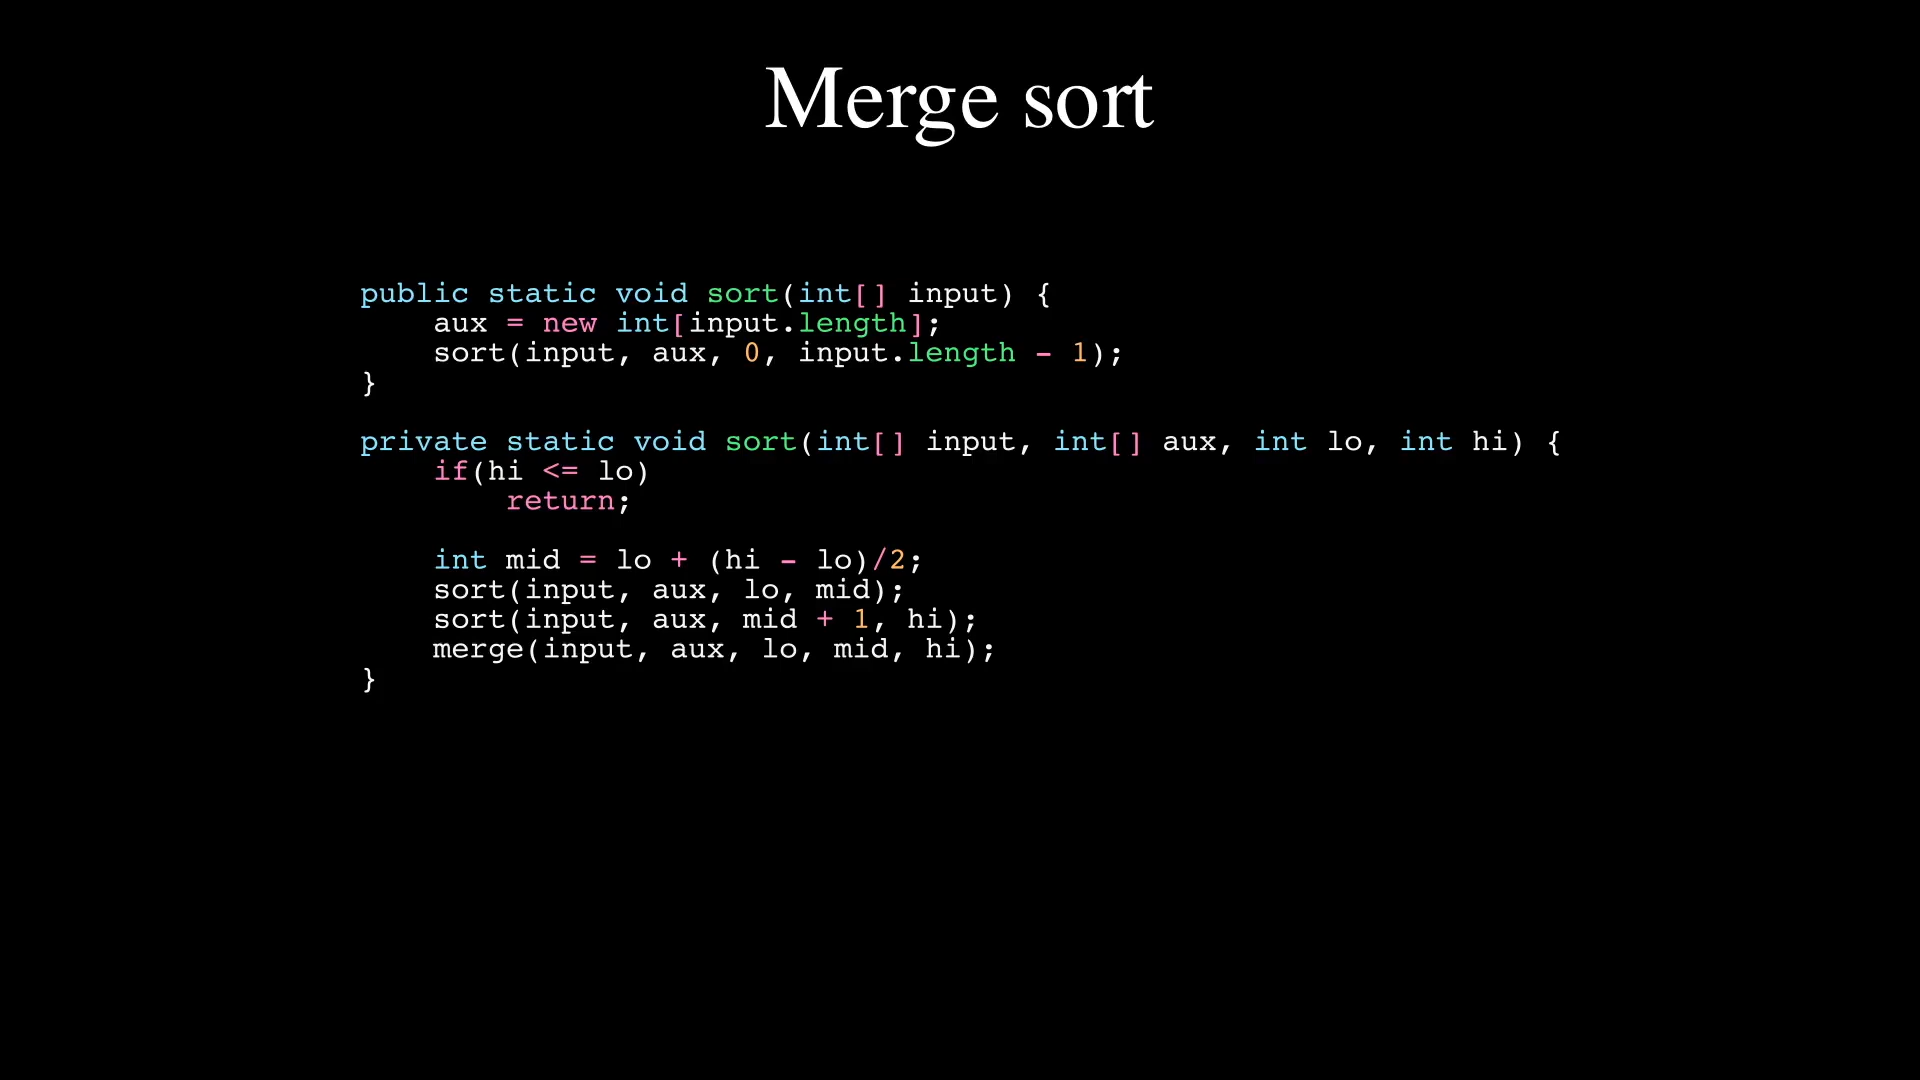 Merge sort
public static void sort(int[] input) {
    aux = new int[input.length];
    sort(input, aux, 0, input.length - 1);
}
private static void sort(int[] input, int[] aux, int lo, int hi) {
    if(hi <= lo)
        return;
    int mid = lo + (hi - lo)/2;
    sort(input, aux, lo, mid);
    sort(input, aux, mid + 1, hi);
    merge(input, aux, lo, mid, hi);
}